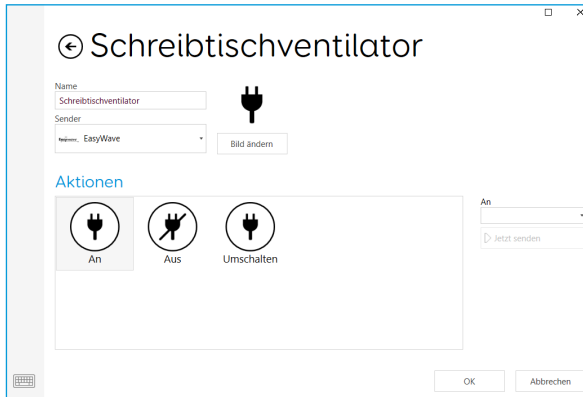 Schreibtischventilator
Name
Schreibtischventilator
Sender
EasyWave
Bild ändern
Aktionen
An
Aus
Umschalten
An
Jetzt senden
OK
Abbrechen